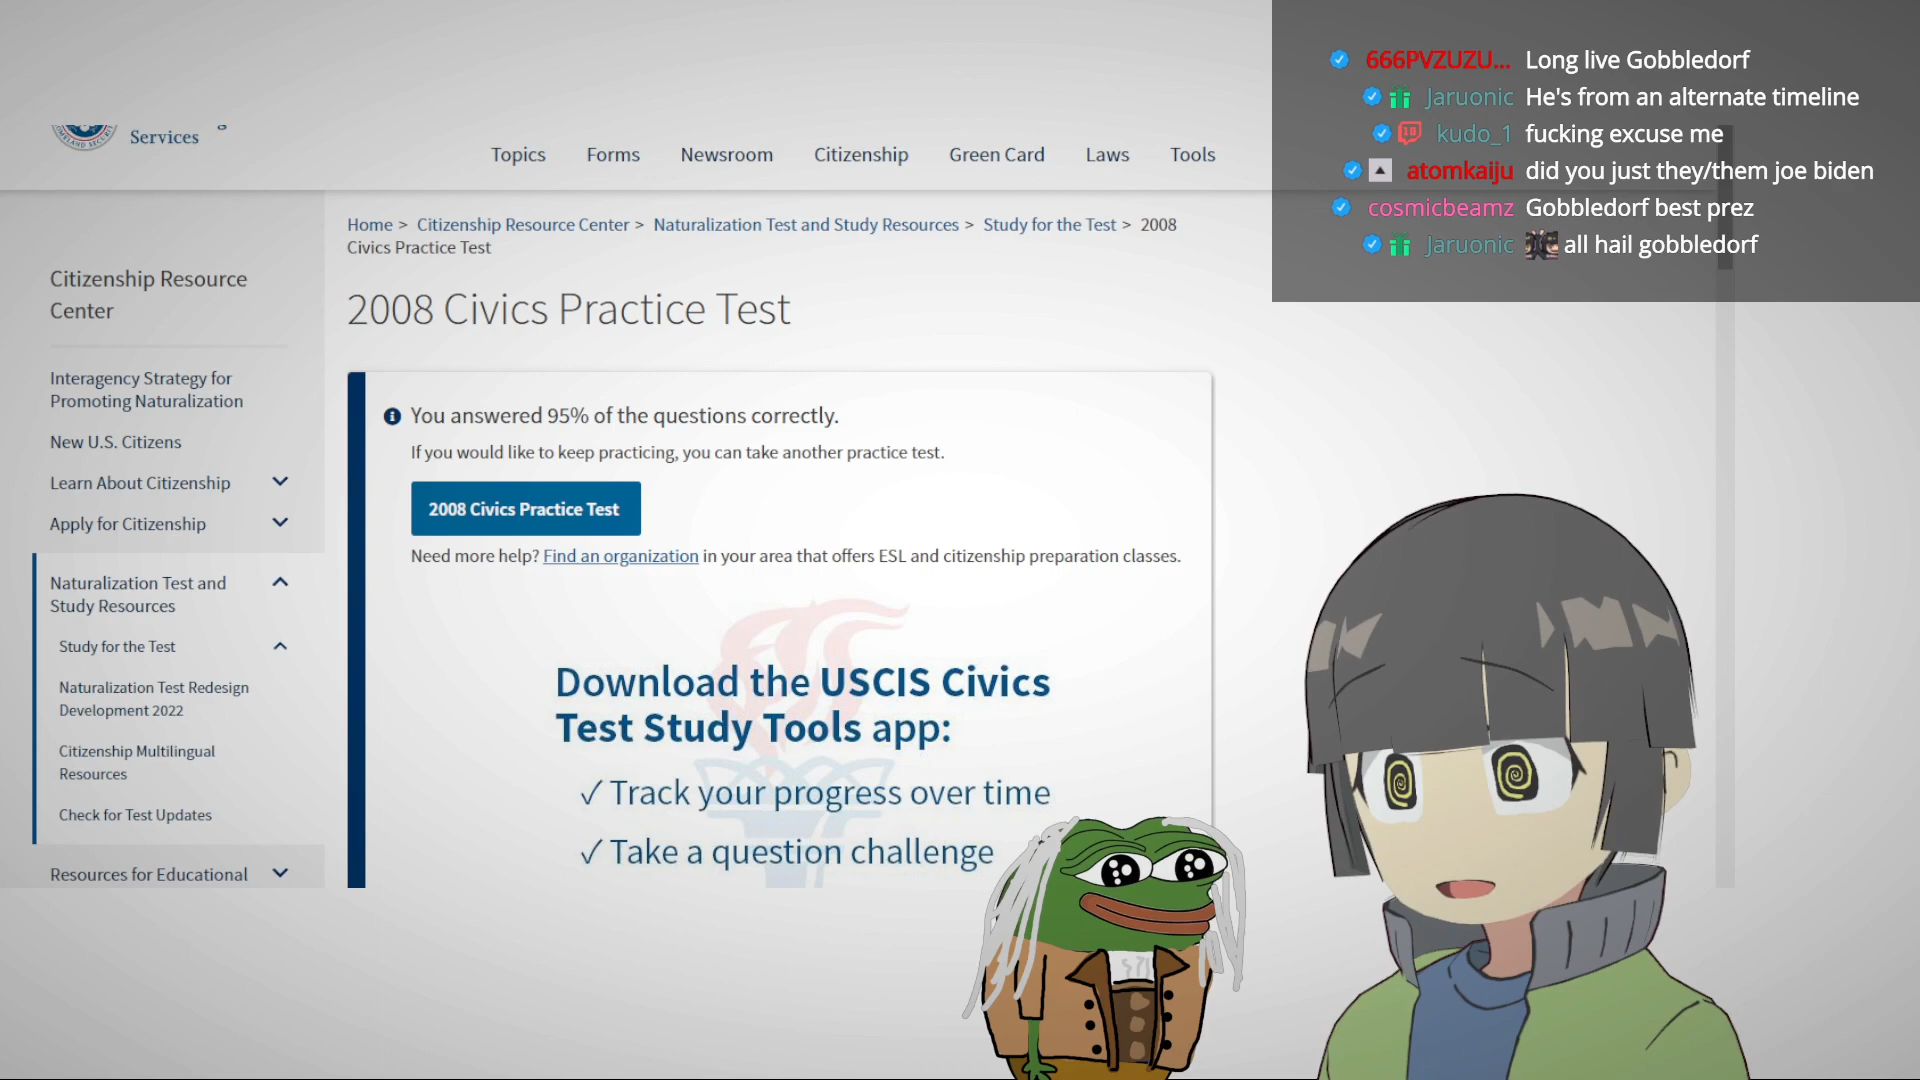 Services
Topics Forms Newsroom Citizenship Green Card Laws Tools
Home > Citizenship Resource Center > Naturalization Test and Study Resources > Study for the Test > 2008
Civics Practice Test
Citizenship Resource
Center
Interagency Strategy for
Promoting Naturalization
New U.S. Citizens
Learn About Citizenship
Apply for Citizenship
Naturalization Test and
Study Resources
Study for the Test
Naturalization Test Redesign
Development 2022
Citizenship Multilingual
Resources
Check for Test Updates
Resources for Educational
2008 Civics Practice Test
You answered 95% of the questions correctly.
If you would like to keep practicing, you can take another practice test.
2008 Civics Practice Test
Need more help? Find an organization in your area that offers ESL and citizenship preparation classes.
Download the USCIS Civics
Test Study Tools app:
✓ Track your progress over time
✓ Take a question challenge
666PVZUZU... Long live Gobbledorf
Jaruonic He's from an alternate timeline
kudo_1 fucking excuse me
atomkaiju did you just they/them joe biden
cosmicbeamz Gobbledorf best prez
Jaruonic all hail gobbledorf